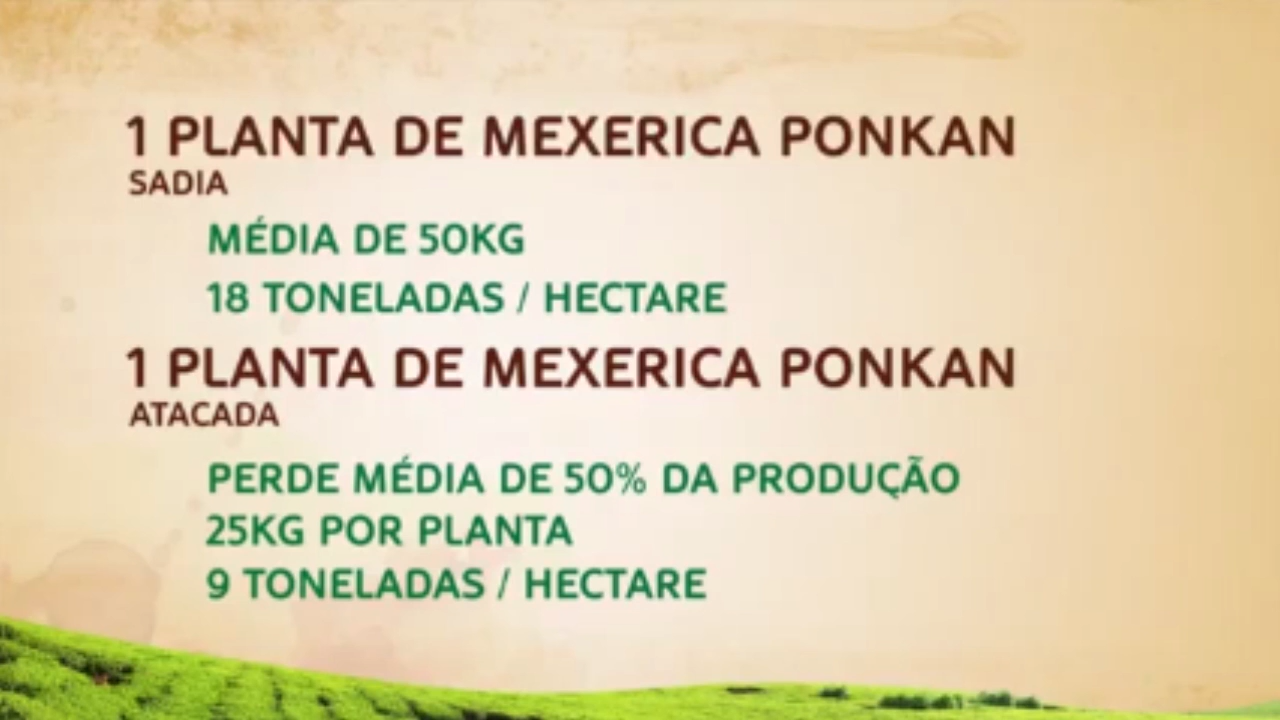 1 PLANTA DE MEXERICA PONKAN
SADIA
MÉDIA DE 50KG
18 TONELADAS / HECTARE
1 PLANTA DE MEXERICA PONKAN
ATACADA
PERDE MÉDIA DE 50% DA PRODUÇÃO
25KG POR PLANTA
9 TONELADAS / HECTARE